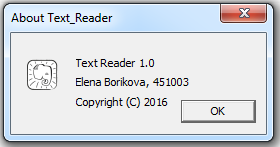 About Text_Reader
Text Reader 1.0
Elena Borikova, 451003
Copyright (C) 2016
OK